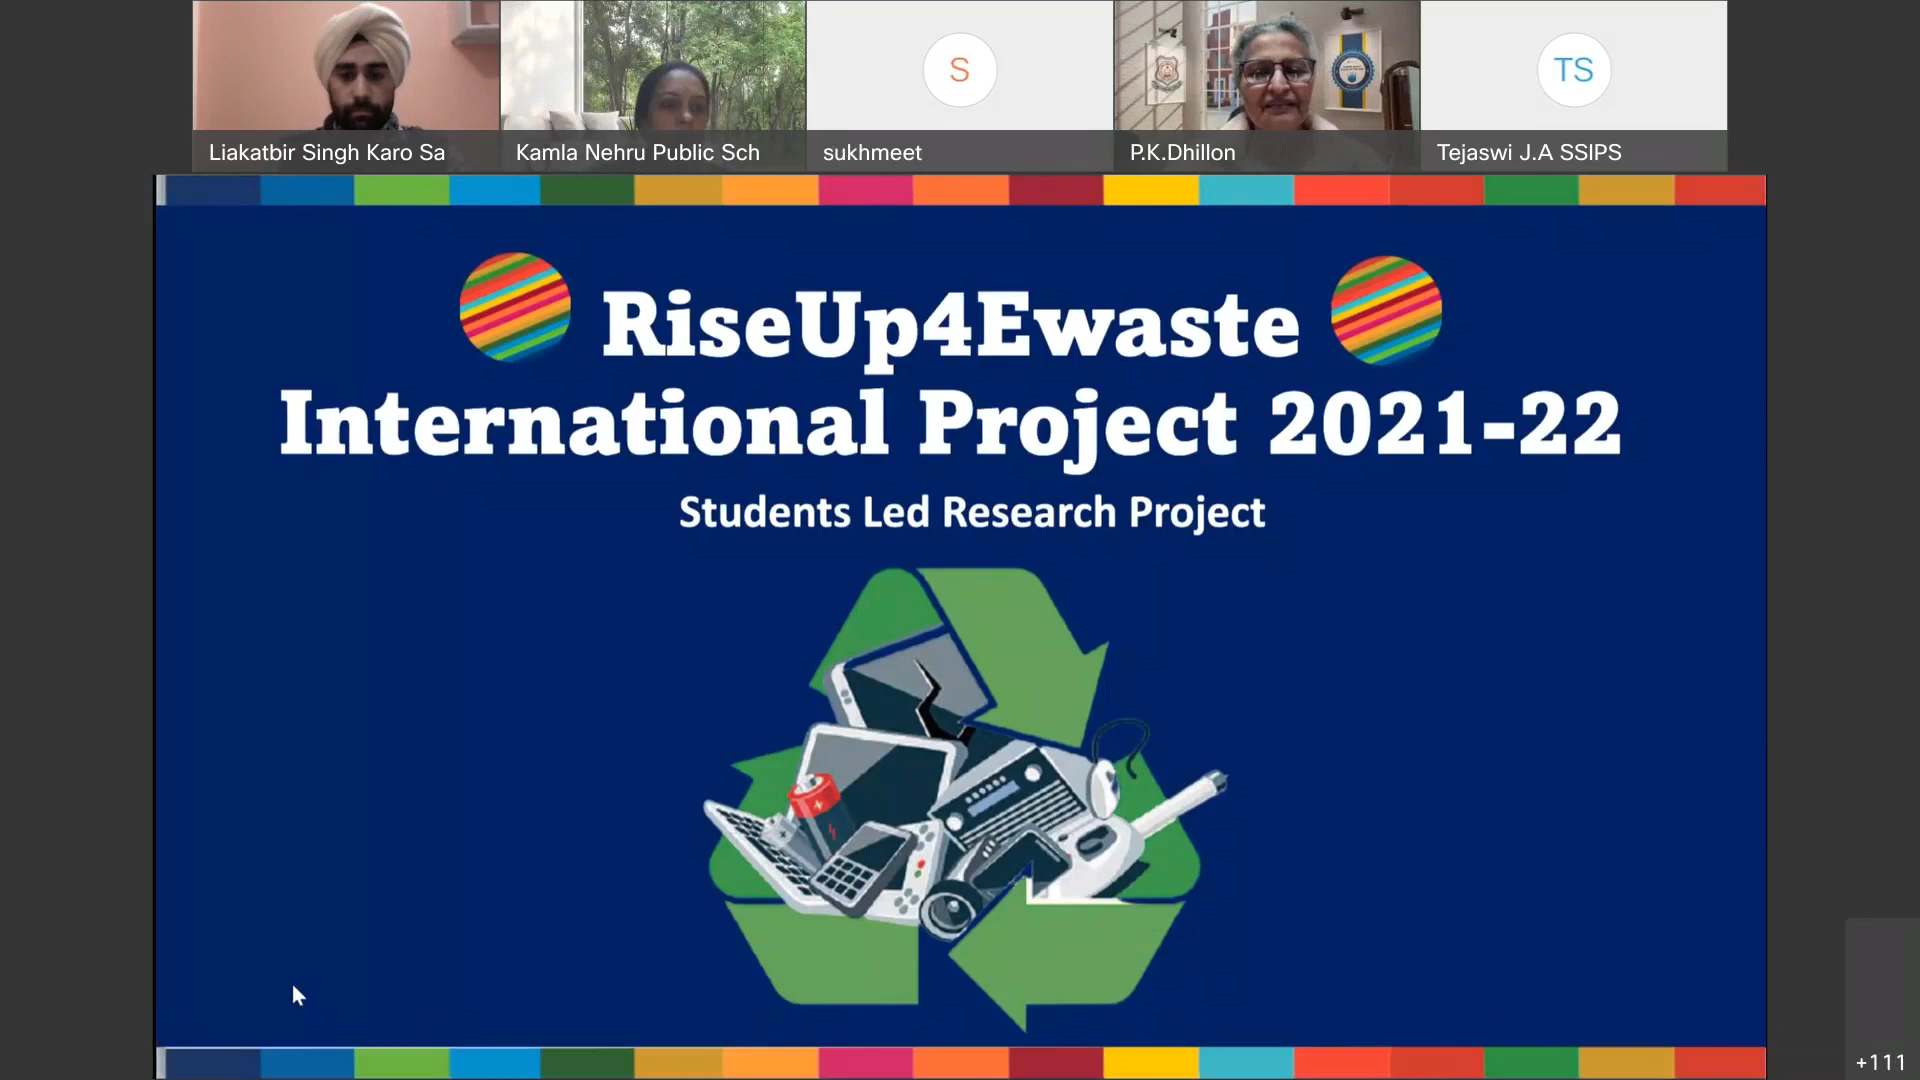 S
TS
Liakatbir Singh Karo Sa
Kamla Nehru Public Sch
sukhmeet
P.K.Dhillon
Tejaswi J.A SSIPS
RiseUp4Ewaste
International Project 2021-22
Students Led Research Project
+111